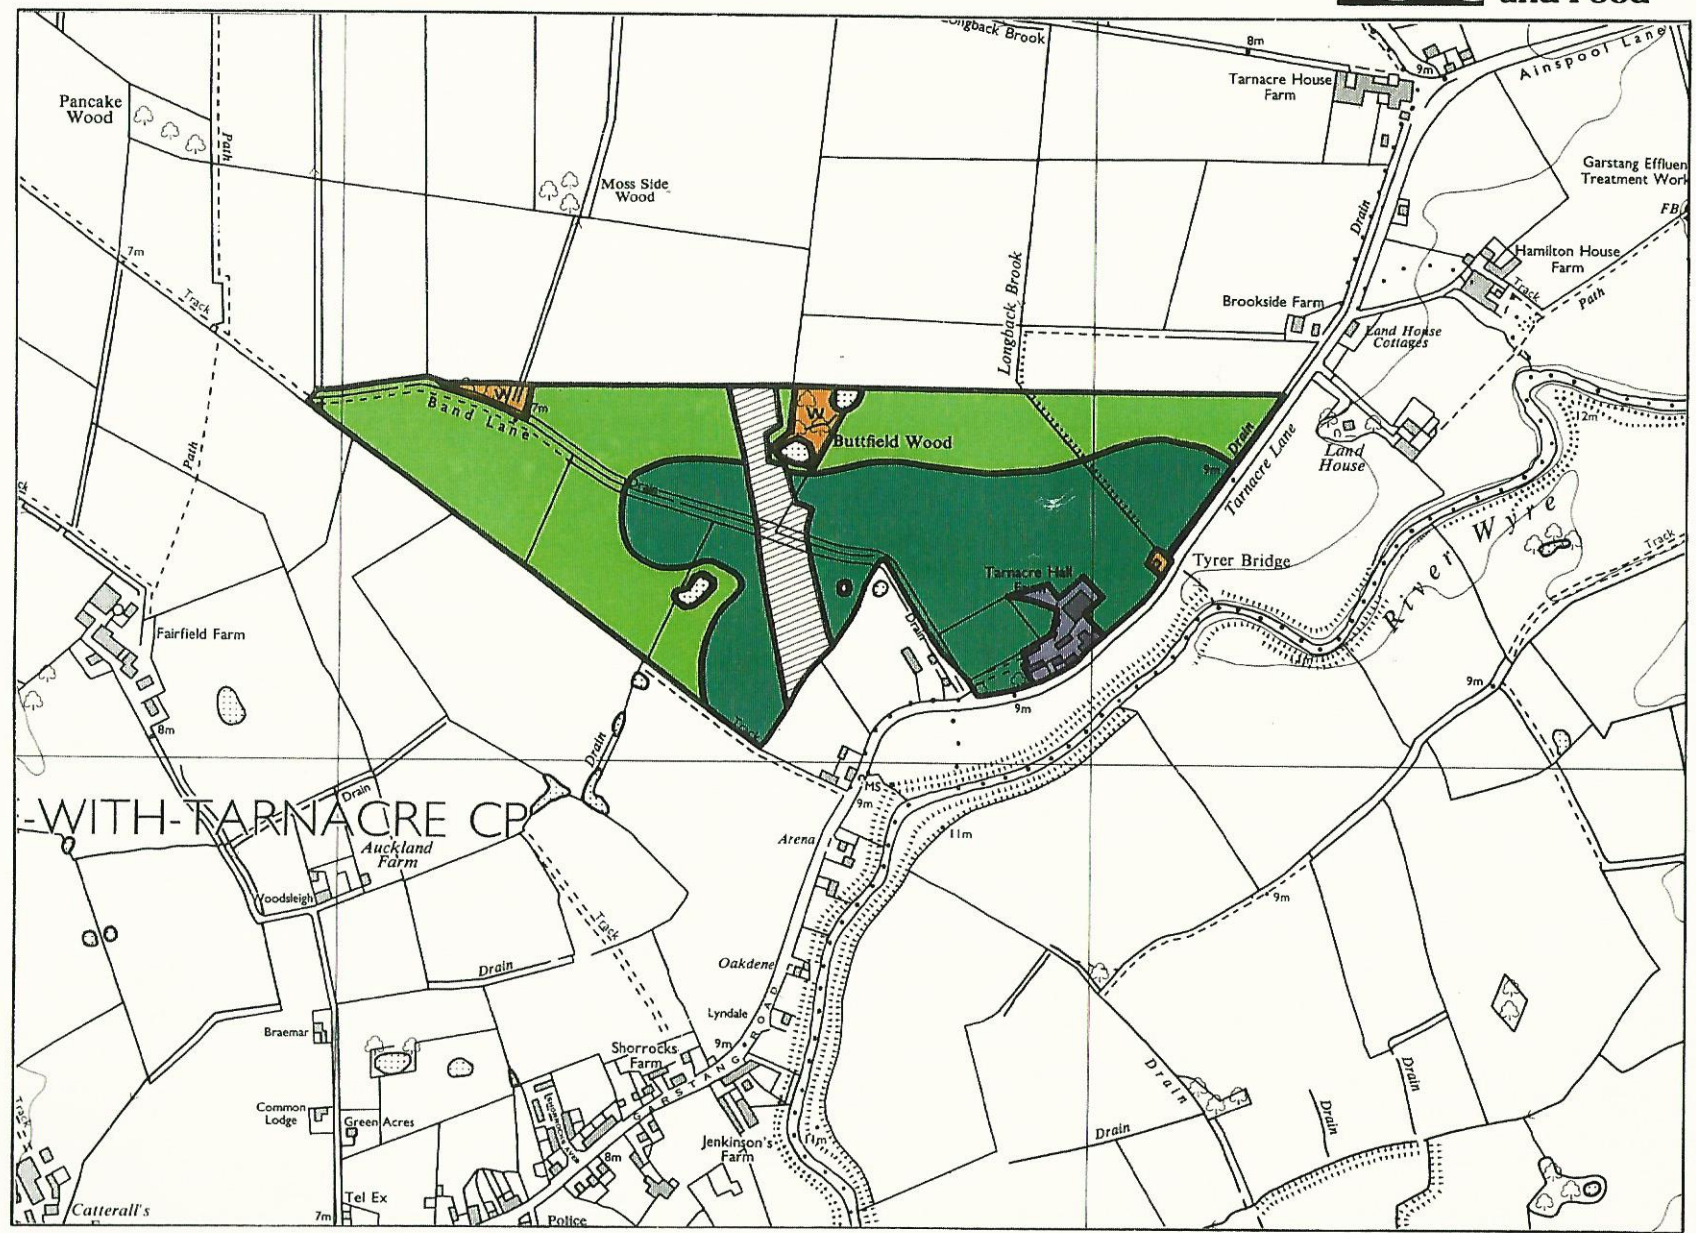 and Food
Longback Brook
8m
9m
Ainspool Lane
Tarnacre House
Farm
Pancake
Wood
Path
Moss Side
Wood
Garstang Effluen
Treatment Work
FB
Drain
7m
Track
Hamilton House
Farm
Track
Path
Longback Brook
Brookside Farm
Land House
Cottages
W
7m
Band Lane
W
12m
Buttfield Wood
Drain
Land
House
9m
Path
Tarnacre Lane
Drain
River Wyre
Track
Tyrer Bridge
Tarnacre Hall
Drain
Fairfield Farm
9m
9m
8m
Track
Drain
-WITH-TARNACRE CP
Drain
MS
9m
Arena
11m
Auckland
Farm
Woodsleigh
9m
Track
Drain
Oakdene
Lyndale
9m
GARSTANG ROAD
Braemar
Shorrocks
Farm
Drain
Drain
Drain
Common
Lodge
Green Acres
Drain
Jenkinson's
Farm
11m
8m
Track
Tel Ex
Catterall's
7m
Police